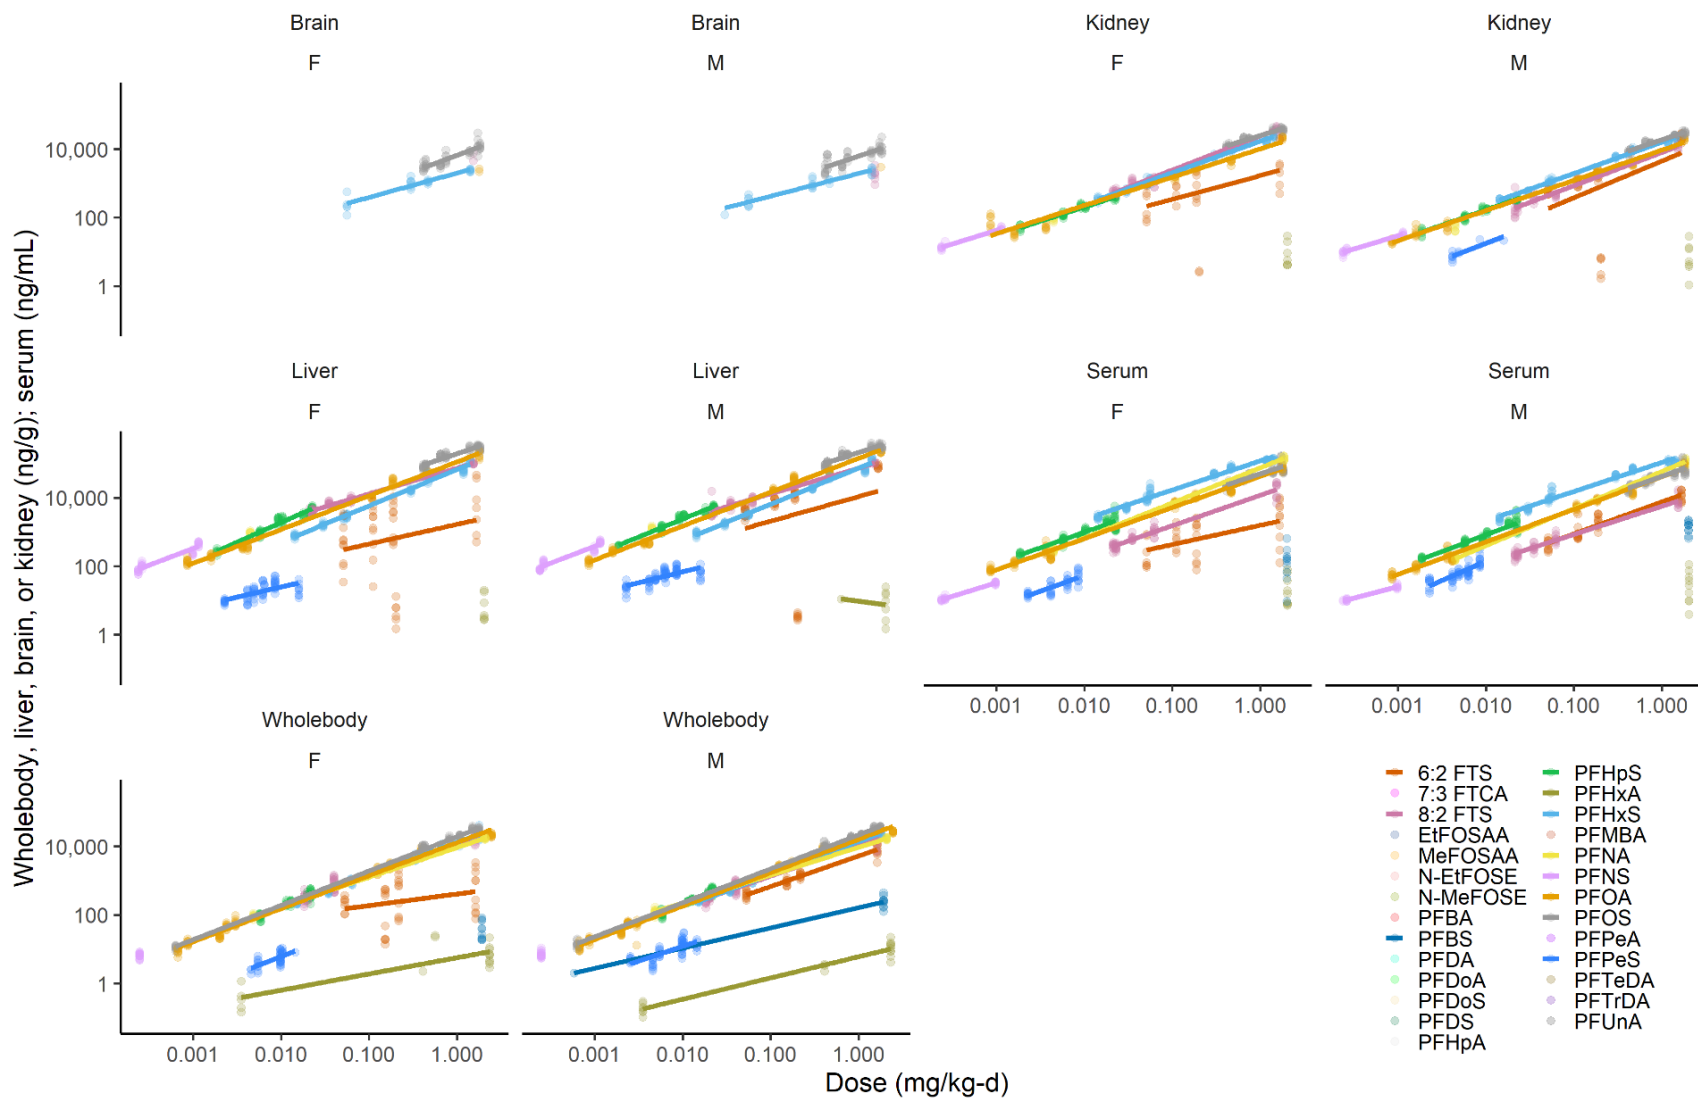 Brain
Brain
Kidney
Kidney
F
M
F
M
10,000
100
1
Wholebody, liver, brain, or kidney (ng/g); serum (ng/mL)
Liver
Liver
Serum
Serum
F
M
F
M
10,000
100
1
0.001
0.010
0.100
1.000
0.001
0.010
0.100
1.000
Wholebody
Wholebody
F
M
10,000
100
1
0.001
0.010
0.100
1.000
0.001
0.010
0.100
1.000
Dose (mg/kg-d)
6:2 FTS
7:3 FTCA
8:2 FTS
EtFOSAA
MeFOSAA
N-EtFOSE
N-MeFOSE
PFBA
PFBS
PFDA
PFDoA
PFDoS
PFDS
PFHpA
PFHpS
PFHxA
PFHxS
PFMBA
PFNA
PFNS
PFOA
PFOS
PFPeA
PFPeS
PFTeDA
PFTrDA
PFUnA